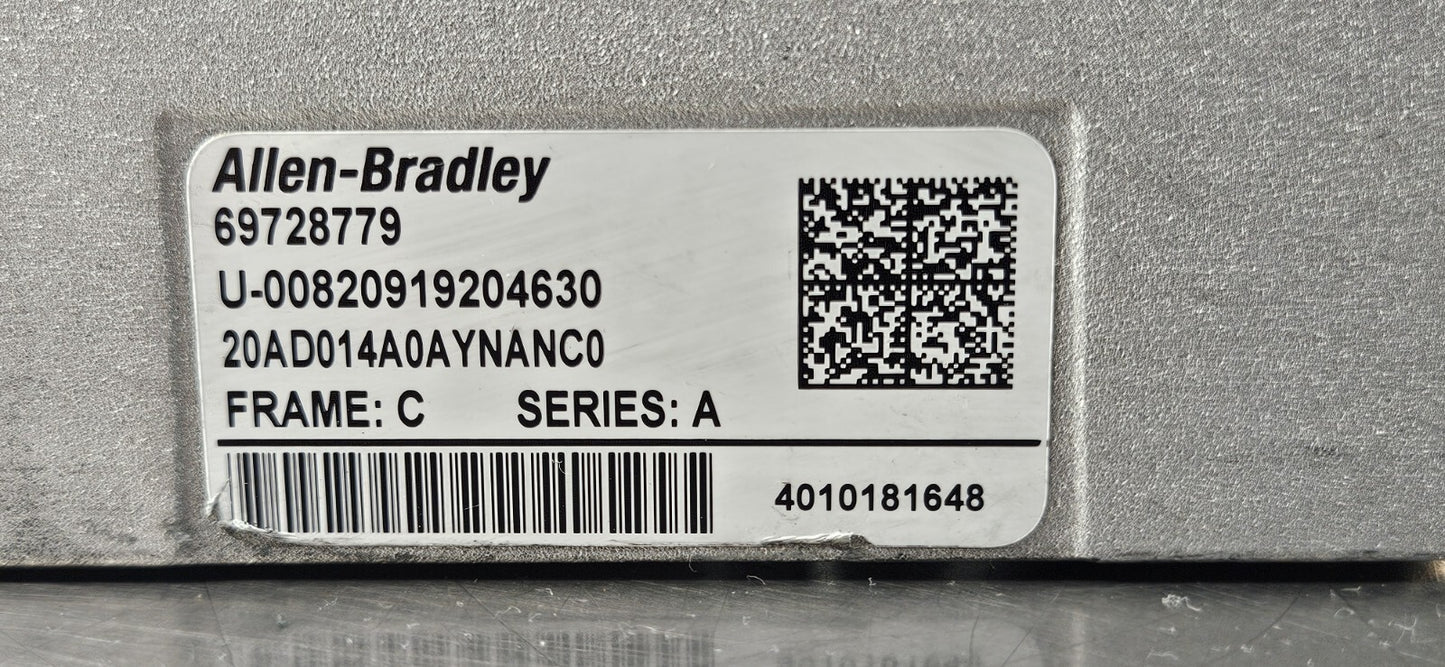 Allen-Bradley
69728779
U-00820919204630
20AD014A0AYNANC0
FRAME: C SERIES: A
4010181648